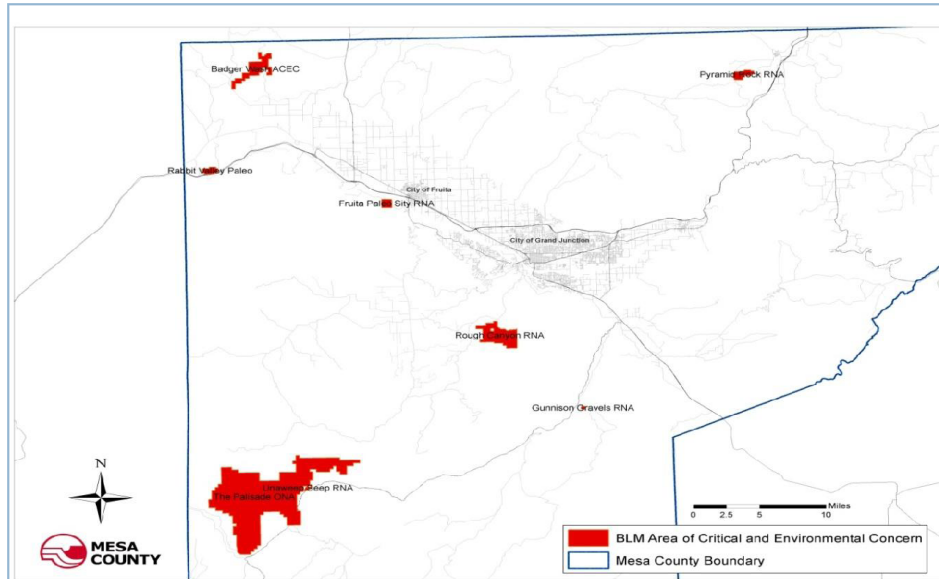 Badger Wash ACEC
Pyramid Rock RNA
Rabbit Valley Paleo
City of Fruita
Fruita Paleo Sity RNA
City of Grand Junction
Rough Canyon RNA
Gunnison Gravels RNA
Unaweep Seep RNA
The Palisade ONA
N
MESA
COUNTY
Miles
0 2.5 5 10
BLM Area of Critical and Environmental Concern
Mesa County Boundary